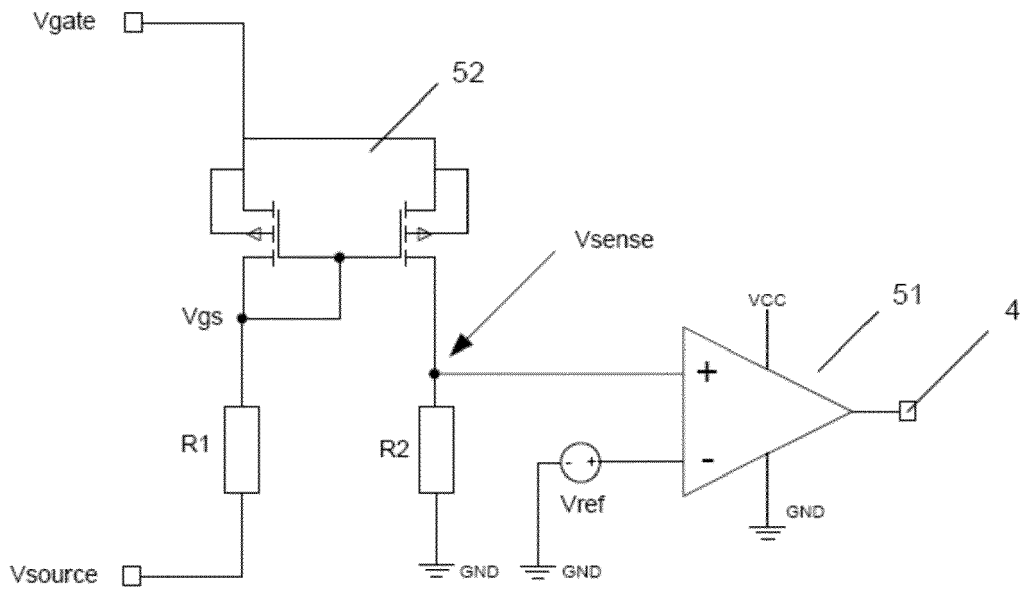 Vgate
52
Vsense
Vgs
VCC
51
4
+
R1
R2
-
- +
Vref
GND
Vsource
GND
GND